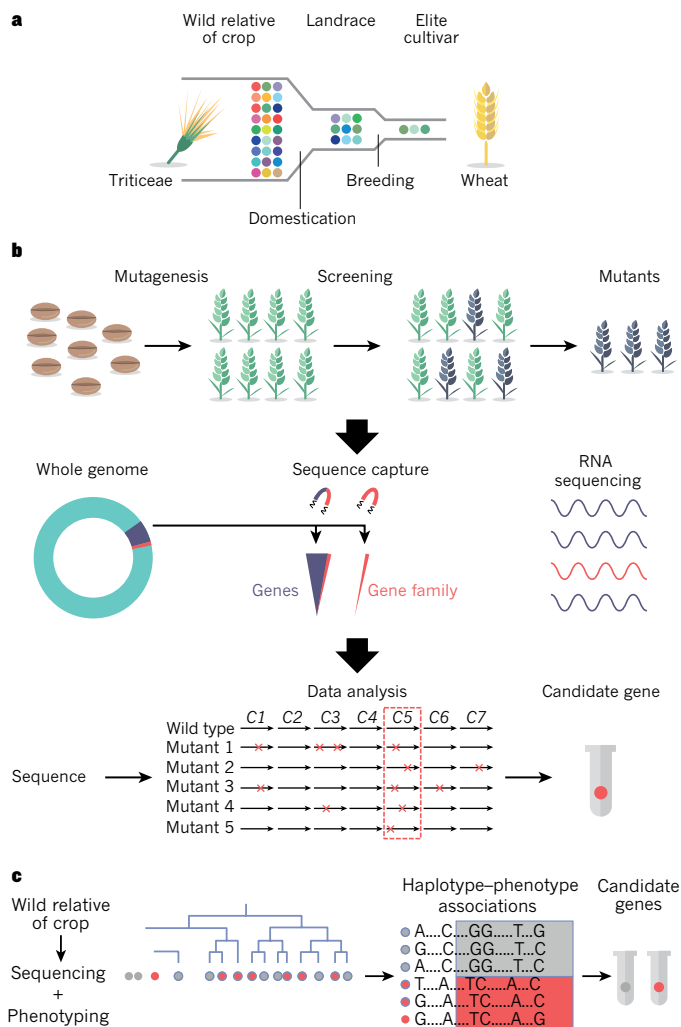 a
Wild relative
of crop
Landrace
Elite
cultivar
Triticeae
Breeding
Wheat
Domestication
b
Mutagenesis
Screening
Mutants
Whole genome
Sequence capture
RNA
sequencing
Genes
Gene family
Data analysis
Candidate gene
C1 C2 C3 C4 C5 C6 C7
Wild type
Mutant 1
Mutant 2
Sequence
Mutant 3
Mutant 4
Mutant 5
c
Wild relative
of crop
Sequencing
+
Phenotyping
Haplotype–phenotype
associations
Candidate
genes
A....C....GG.....T...G
G....C....GG.....T...C
A....C....GG.....T...C
T....A....TC.....A...C
G....A....TC.....A...C
G....A....TC.....A...G